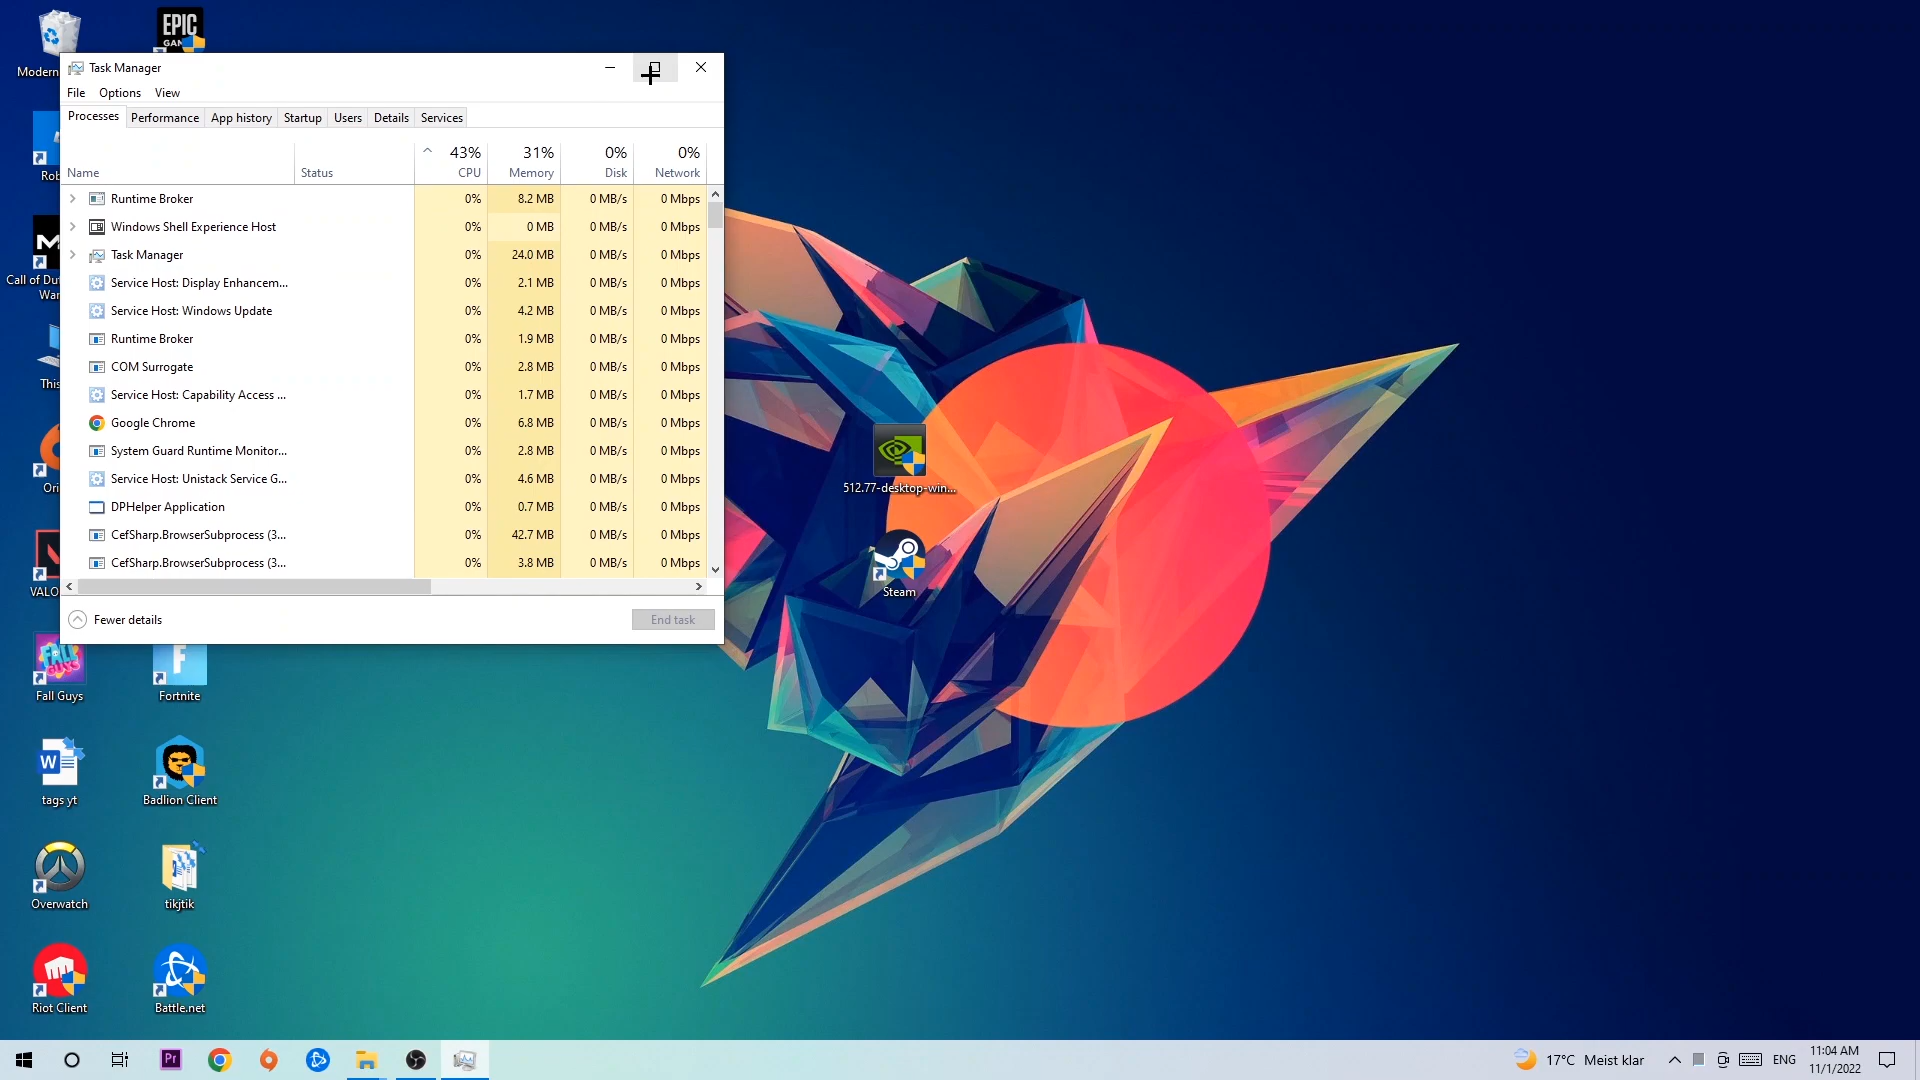 Modern
EPIC
Task Manager
File Options View
Processes Performance App history Startup Users Details Services
43% 31% 0% 0%
Name Status CPU Memory Disk Network
Runtime Broker 0% 8.2 MB 0 MB/s 0 Mbps
Windows Shell Experience Host 0% 0 MB 0 MB/s 0 Mbps
Task Manager 0% 24.0 MB 0 MB/s 0 Mbps
Service Host: Display Enhancem... 0% 2.1 MB 0 MB/s 0 Mbps
Service Host: Windows Update 0% 4.2 MB 0 MB/s 0 Mbps
Runtime Broker 0% 1.9 MB 0 MB/s 0 Mbps
COM Surrogate 0% 2.8 MB 0 MB/s 0 Mbps
Service Host: Capability Access ... 0% 1.7 MB 0 MB/s 0 Mbps
Google Chrome 0% 6.8 MB 0 MB/s 0 Mbps
System Guard Runtime Monitor... 0% 2.8 MB 0 MB/s 0 Mbps
Service Host: Unistack Service G... 0% 4.6 MB 0 MB/s 0 Mbps
DPHelper Application 0% 0.7 MB 0 MB/s 0 Mbps
CefSharp.BrowserSubprocess (3... 0% 42.7 MB 0 MB/s 0 Mbps
CefSharp.BrowserSubprocess (3... 0% 3.8 MB 0 MB/s 0 Mbps
Fewer details End task
Rob
Call of Du
War
This
Ori
VALO
512.77-desktop-win...
Steam
FALL GUYS
Fall Guys
Fortnite
W
tags yt
Badlion Client
Overwatch
tikjtik
Riot Client
Battle.net
Pr
17°C Meist klar
ENG
11:04 AM
11/1/2022